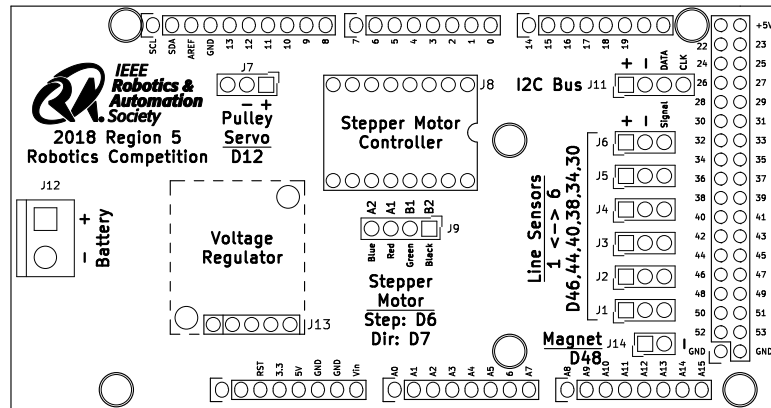 SCL SDA AREF GND 13 12 11 10 9 8
7 6 5 4 3 2 1 0
14 15 16 17 18 19
+5V
22 23
24 25
26 27
28 29
30 31
32 33
34 35
36 37
38 39
40 41
42 43
44 45
46 47
48 49
50 51
52 53
GND GND
IEEE
Robotics &
Automation
Society
RA
2018 Region 5
Robotics Competition
J7
- +
Pulley
Servo
D12
J8
Stepper Motor
Controller
I2C Bus
J11
+ - DATA CLK
+ - Signal
J6
J5
J4
J3
J2
J1
Line Sensors
1 <-> 6
D46,44,40,38,34,30
J12
+
-
Battery
Voltage
Regulator
J13
A2 A1 B1 B2
J9
Blue Red Green Black
Stepper
Motor
Step: D6
Dir: D7
Magnet
D48
J14
-
RST 3.3 5V GND GND Vin
A0 A1 A2 A3 A4 A5 6 A7
A8 A9 A10 A11 A12 A13 A14 A15